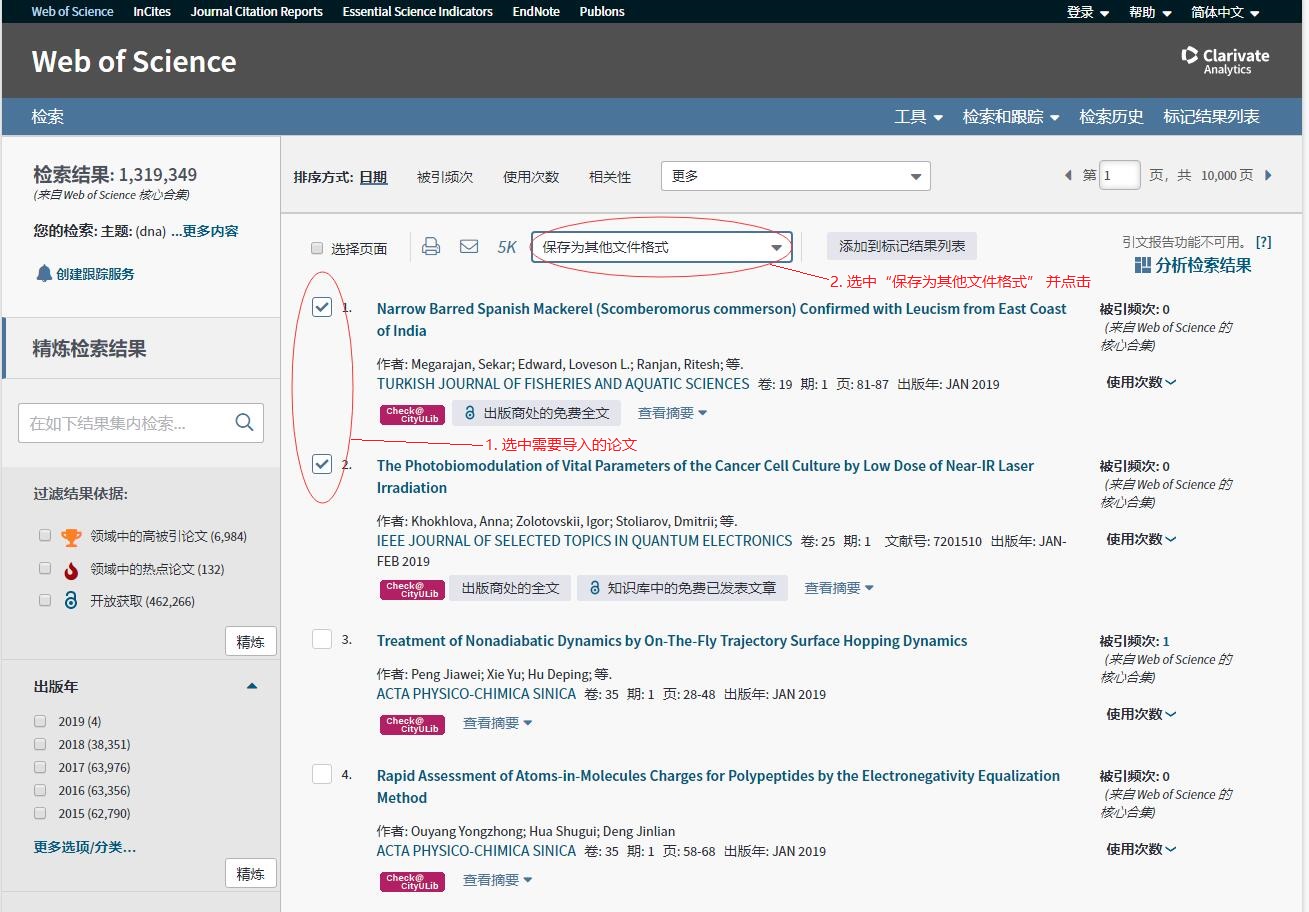 Web of Science InCites Journal Citation Reports Essential Science Indicators EndNote Publons 登录 帮助 简体中文
Web of Science
Clarivate
Analytics
检索 工具 检索和跟踪 检索历史 标记结果列表
检索结果: 1,319,349
(来自 Web of Science 核心合集)
您的检索: 主题: (dna) ...更多内容
创建跟踪服务
精炼检索结果
在如下结果集内检索...
过滤结果依据:
领域中的高被引论文 (6,984)
领域中的热点论文 (132)
开放获取 (462,266)
精炼
出版年
2019 (4)
2018 (38,351)
2017 (63,976)
2016 (63,356)
2015 (62,790)
更多选项/分类...
精炼
排序方式: 日期 被引频次 使用次数 相关性 更多 第 1 页, 共 10,000 页
选择页面 5K 保存为其他文件格式 添加到标记结果列表
引文报告功能不可用。 [?]
分析检索结果
2. 选中“保存为其他文件格式” 并点击
1. Narrow Barred Spanish Mackerel (Scomberomorus commerson) Confirmed with Leucism from East Coast
of India
作者: Megarajan, Sekar; Edward, Loveson L.; Ranjan, Ritesh; 等.
TURKISH JOURNAL OF FISHERIES AND AQUATIC SCIENCES 卷: 19 期: 1 页: 81-87 出版年: JAN 2019
Check@
CityULib
出版商处的免费全文 查看摘要
被引频次: 0
(来自 Web of Science 的
核心合集)
使用次数
1. 选中需要导入的论文
2. The Photobiomodulation of Vital Parameters of the Cancer Cell Culture by Low Dose of Near-IR Laser
Irradiation
作者: Khokhlova, Anna; Zolotovskii, Igor; Stoliarov, Dmitrii; 等.
IEEE JOURNAL OF SELECTED TOPICS IN QUANTUM ELECTRONICS 卷: 25 期: 1 文献号: 7201510 出版年: JAN-
FEB 2019
Check@
CityULib
出版商处的全文 知识库中的免费已发表文章 查看摘要
被引频次: 0
(来自 Web of Science 的
核心合集)
使用次数
3. Treatment of Nonadiabatic Dynamics by On-The-Fly Trajectory Surface Hopping Dynamics
作者: Peng Jiawei; Xie Yu; Hu Deping; 等.
ACTA PHYSICO-CHIMICA SINICA 卷: 35 期: 1 页: 28-48 出版年: JAN 2019
Check@
CityULib
查看摘要
被引频次: 1
(来自 Web of Science 的
核心合集)
使用次数
4. Rapid Assessment of Atoms-in-Molecules Charges for Polypeptides by the Electronegativity Equalization
Method
作者: Ouyang Yongzhong; Hua Shugui; Deng Jinlian
ACTA PHYSICO-CHIMICA SINICA 卷: 35 期: 1 页: 58-68 出版年: JAN 2019
Check@
CityULib
查看摘要
被引频次: 0
(来自 Web of Science 的
核心合集)
使用次数